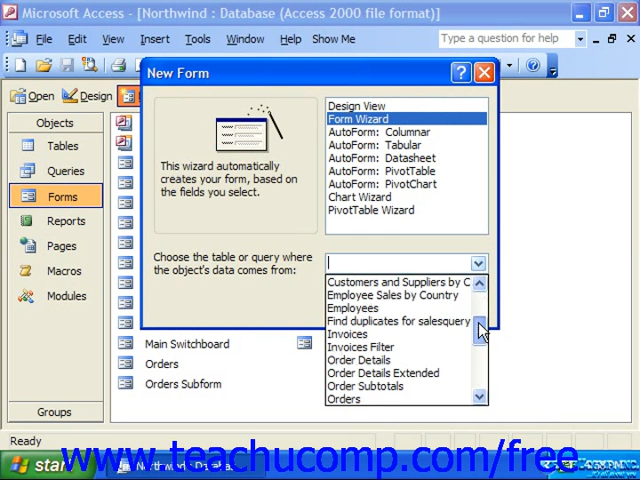 Microsoft Access - [Northwind : Database (Access 2000 file format)]
File Edit View Insert Tools Window Help Show Me
Type a question for help
Open Design
New Form
Objects
Tables
Queries
Forms
Reports
Pages
Macros
Modules
Groups
This wizard automatically
creates your form, based on
the fields you select.
Design View
Form Wizard
AutoForm: Columnar
AutoForm: Tabular
AutoForm: Datasheet
AutoForm: PivotTable
AutoForm: PivotChart
Chart Wizard
PivotTable Wizard
Choose the table or query where
the object's data comes from:
Customers and Suppliers by C
Employee Sales by Country
Employees
Find duplicates for salesquery
Invoices
Invoices Filter
Order Details
Order Details Extended
Order Subtotals
Orders
Main Switchboard
Orders
Orders Subform
Ready
start
www.teachucomp.com/free